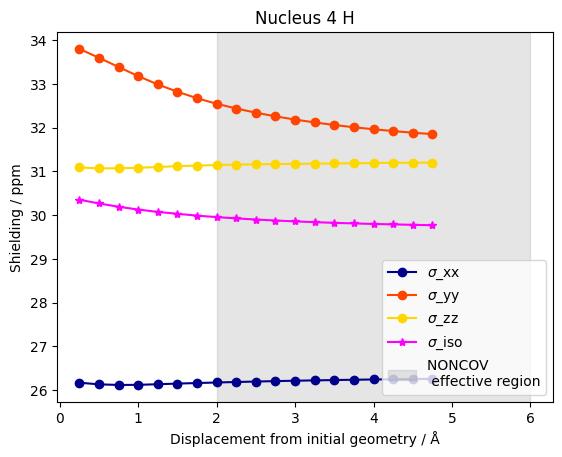 Nucleus 4 H
34
33
32
31
30
29
28
27
26
Shielding / ppm
σ_xx
σ_yy
σ_zz
σ_iso
NONCOV
effective region
0
1
2
3
4
5
6
Displacement from initial geometry / Å